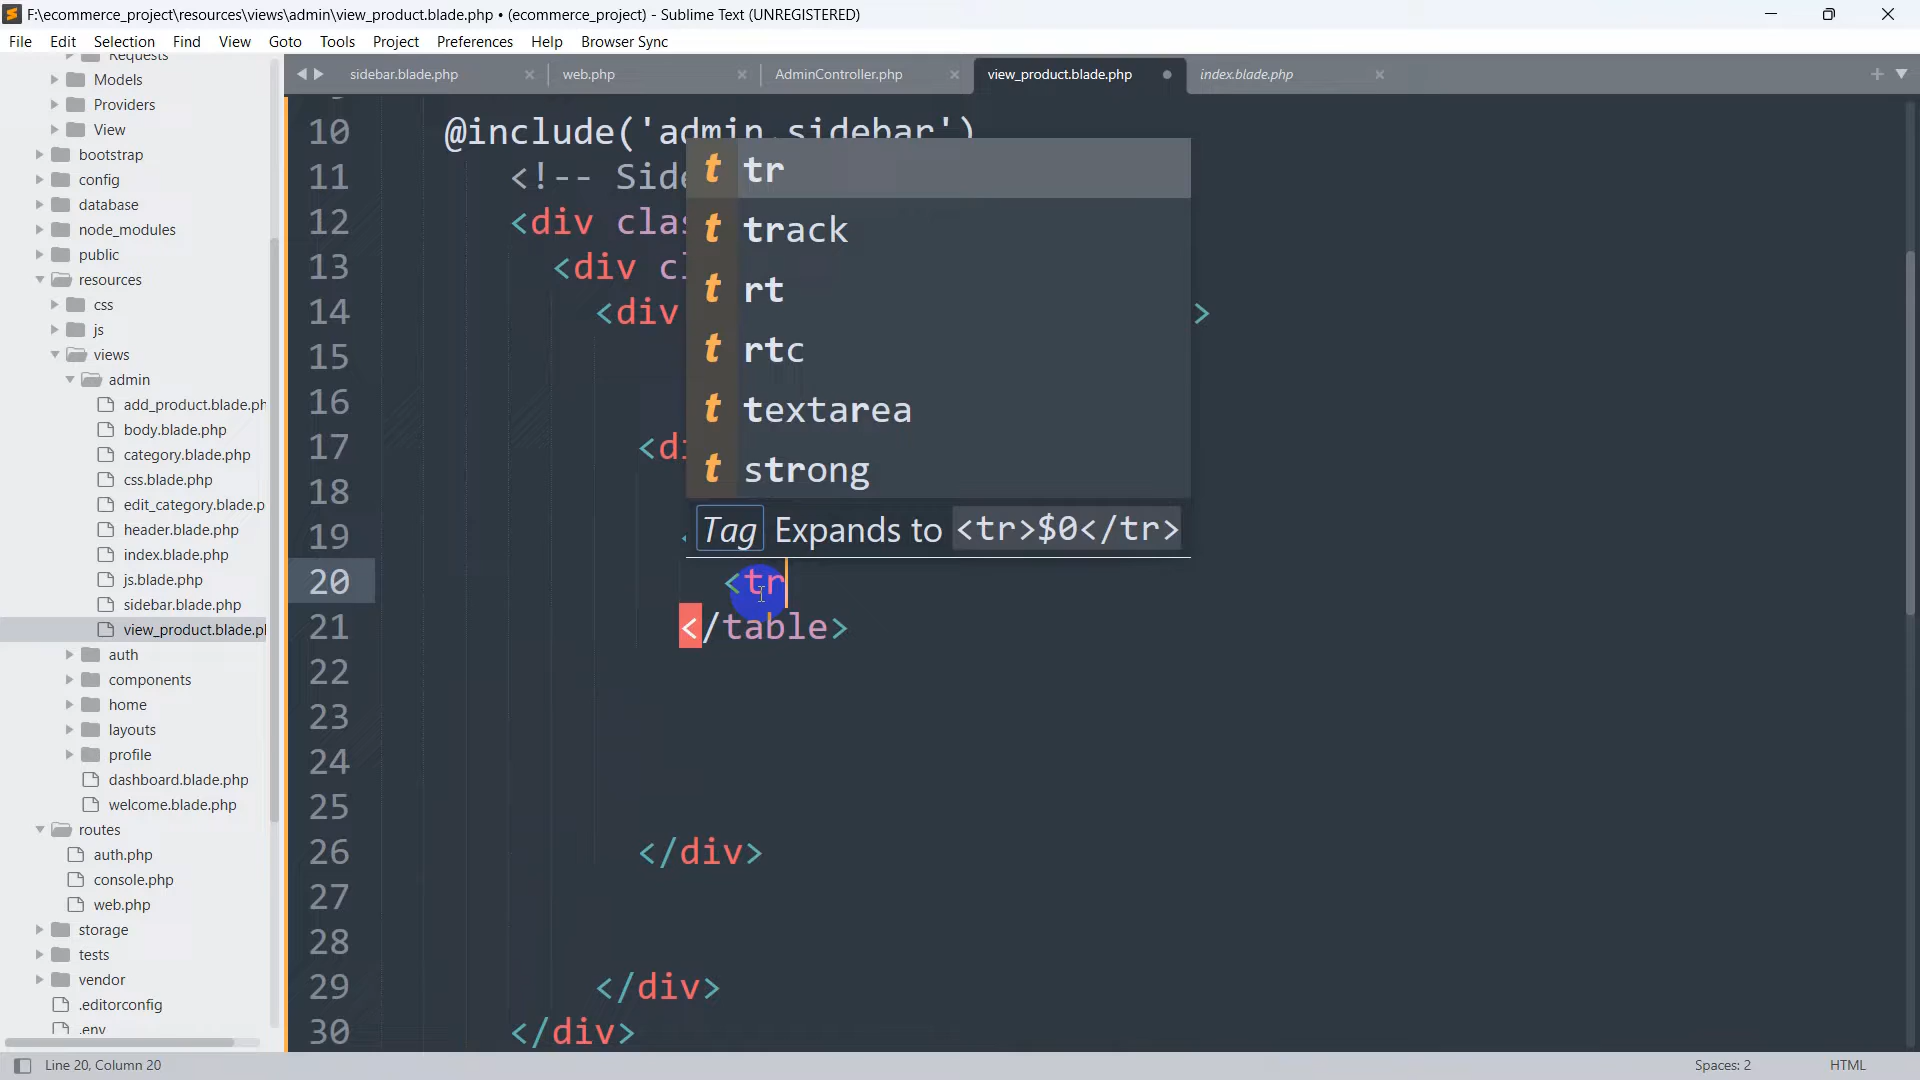 F:\ecommerce_project\resources\views\admin\view_product.blade.php • (ecommerce_project) - Sublime Text (UNREGISTERED)
File Edit Selection Find View Goto Tools Project Preferences Help Browser Sync
sidebar.blade.php × web.php × AdminController.php × view_product.blade.php index.blade.php ×
Requests
Models
Providers
View
bootstrap
config
database
node_modules
public
resources
css
js
views
admin
add_product.blade.ph
body.blade.php
category.blade.php
css.blade.php
edit_category.blade.p
header.blade.php
index.blade.php
js.blade.php
sidebar.blade.php
view_product.blade.pl
auth
components
home
layouts
profile
dashboard.blade.php
welcome.blade.php
routes
auth.php
console.php
web.php
storage
tests
vendor
.editorconfig
.env
10 @include('admin.sidebar')
11 <!-- Side
12 <div clas
13 <div cl
14 <div >
15
16
17 <di
18
19
20 <tr
21 </table>
22
23
24
25
26 </div>
27
28
29 </div>
30 </div>
t tr
t track
t rt
t rtc
t textarea
t strong
Tag Expands to <tr>$0</tr>
Line 20, Column 20 Spaces: 2 HTML